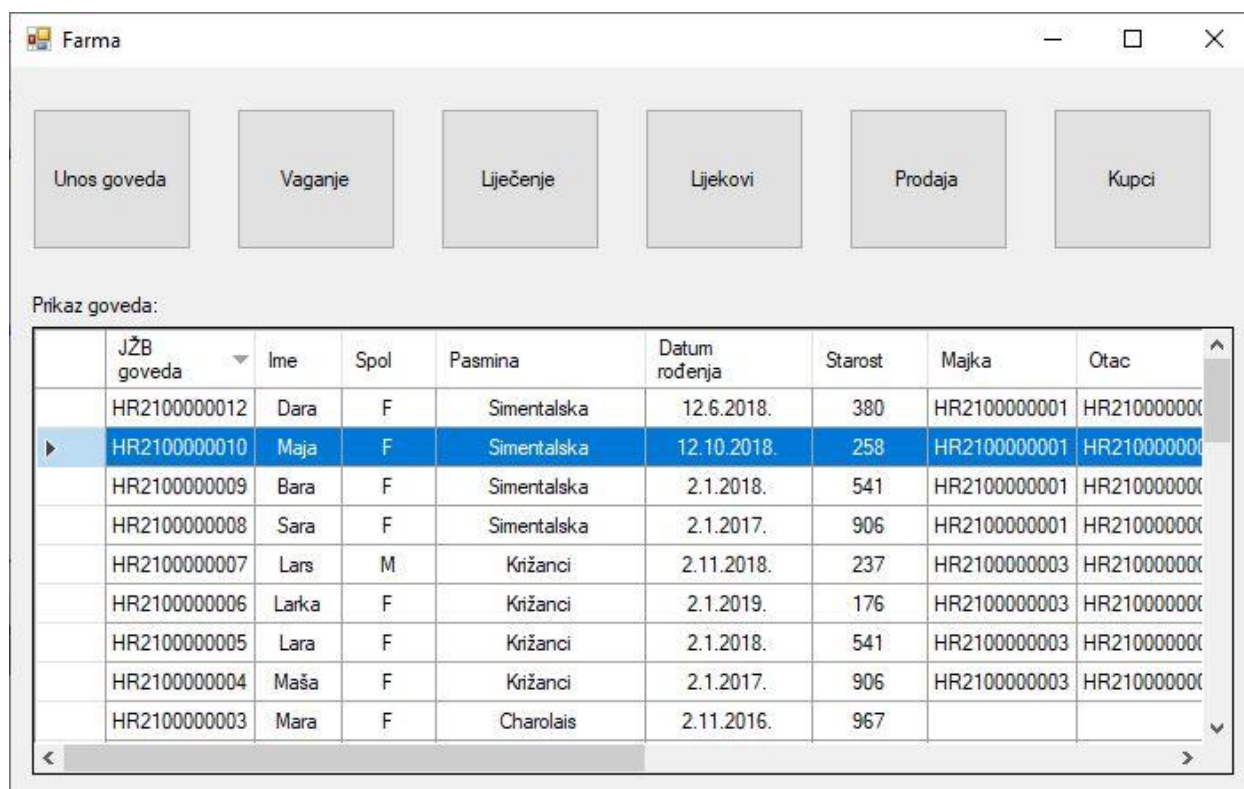 Farma
Unos goveda Vaganje Liječenje Lijekovi Prodaja Kupci
Prikaz goveda:
JŽB goveda Ime Spol Pasmina Datum rođenja Starost Majka Otac
HR2100000012 Dara F Simentalska 12.6.2018. 380 HR2100000001
HR2100000010 Maja F Simentalska 12.10.2018. 258 HR2100000001
HR2100000009 Bara F Simentalska 2.1.2018. 541 HR2100000001
HR2100000008 Sara F Simentalska 2.1.2017. 906 HR2100000001
HR2100000007 Lars M Križanci 2.11.2018. 237 HR2100000003
HR2100000006 Larka F Križanci 2.1.2019. 176 HR2100000003
HR2100000005 Lara F Križanci 2.1.2018. 541 HR2100000003
HR2100000004 Maša F Križanci 2.1.2017. 906 HR2100000003
HR2100000003 Mara F Charolais 2.11.2016. 967